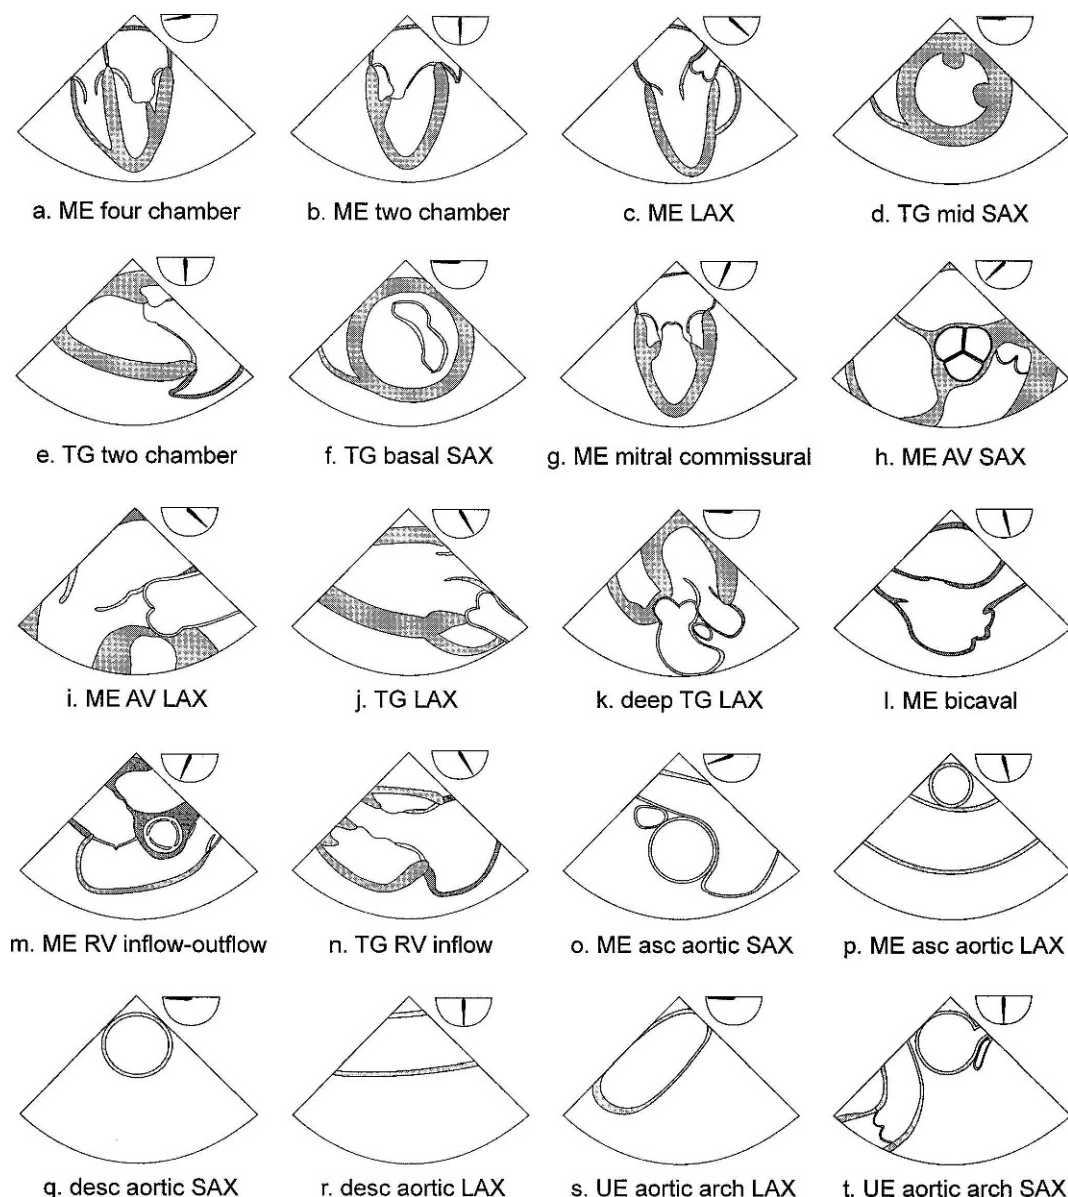 a. ME four chamber
b. ME two chamber
c. ME LAX
d. TG mid SAX
e. TG two chamber
f. TG basal SAX
g. ME mitral commissural
h. ME AV SAX
i. ME AV LAX
j. TG LAX
k. deep TG LAX
l. ME bicaval
m. ME RV inflow-outflow
n. TG RV inflow
o. ME asc aortic SAX
p. ME asc aortic LAX
q. desc aortic SAX
r. desc aortic LAX
s. UE aortic arch LAX
t. UE aortic arch SAX